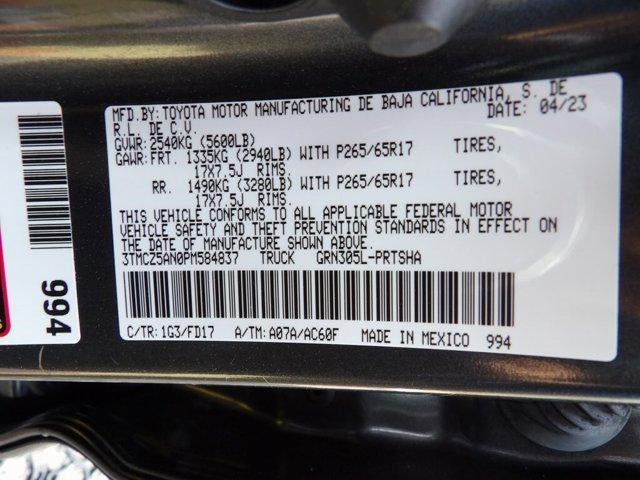 MFD.BY: TOYOTA MOTOR MANUFACTURING DE BAJA CALIFORNIA, S. DE
R.L. DE C.V. DATE: 04/23
GVWR: 2540KG (5600LB)
GAWR: FRT. 1335KG (2940LB) WITH P265/65R17 TIRES,
17X7.5J RIMS.
RR. 1490KG (3280LB) WITH P265/65R17 TIRES,
17X7.5J RIMS.
THIS VEHICLE CONFORMS TO ALL APPLICABLE FEDERAL MOTOR
VEHICLE SAFETY AND THEFT PREVENTION STANDARDS IN EFFECT ON
THE DATE OF MANUFACTURE SHOWN ABOVE.
3TMCZ5AN0PM584837 TRUCK GRN305L-PRTSHA
C/TR: 1G3/FD17 A/TM: A07A/AC60F MADE IN MEXICO 994
994